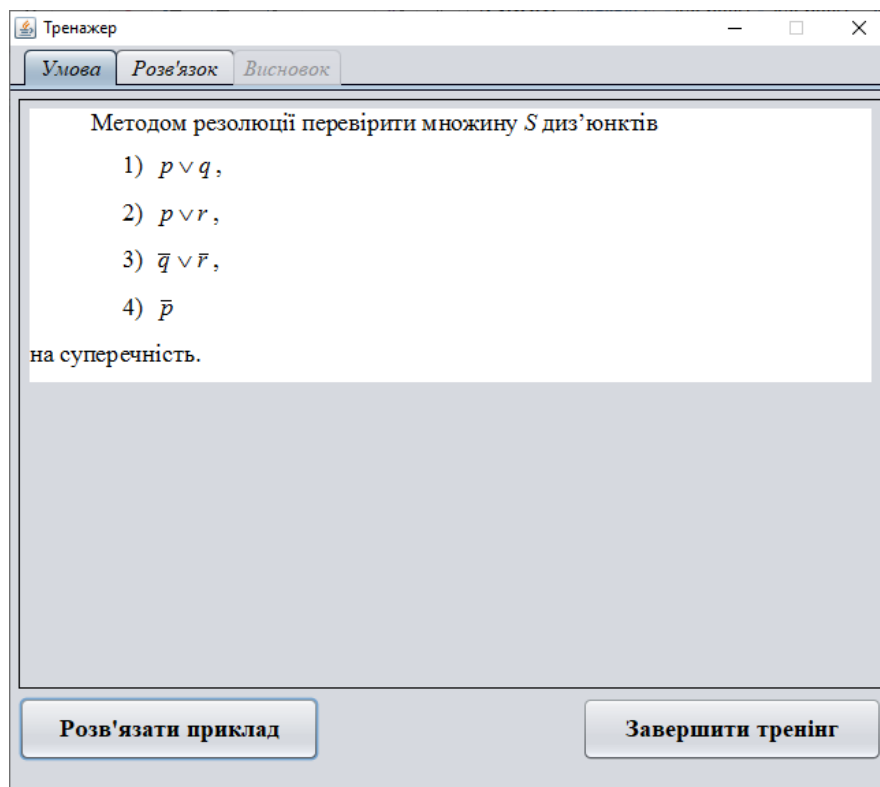 Тренажер
Умова Розв'язок Висновок
Методом резолюції перевірити множину S диз’юнктів
1) p ∨ q ,
2) p ∨ r ,
3) q̅ ∨ r̅ ,
4) p̅
на суперечність.
Розв'язати приклад Завершити тренінг